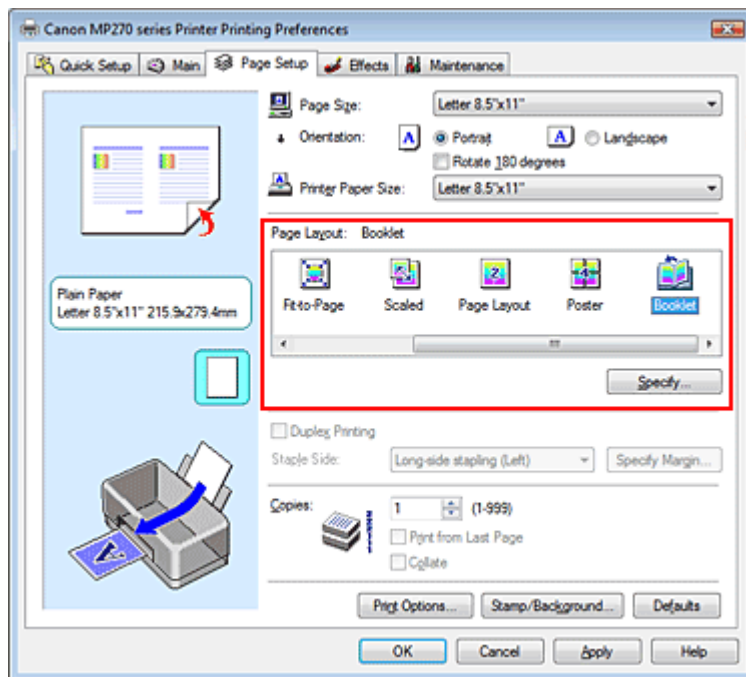 Canon MP270 series Printer Printing Preferences
Quick Setup Main Page Setup Effects Maintenance
Page Size: Letter 8.5"x11"
Orientation: A Portrait A Landscape
Rotate 180 degrees
Printer Paper Size: Letter 8.5"x11"
Page Layout: Booklet
Fit-to-Page Scaled Page Layout Poster Booklet
Specify...
Plain Paper
Letter 8.5"x11" 215.9x279.4mm
Duplex Printing
Staple Side: Long-side stapling (Left) Specify Margin...
Copies: 1 (1-999)
Print from Last Page
Collate
Print Options... Stamp/Background... Defaults
OK Cancel Apply Help